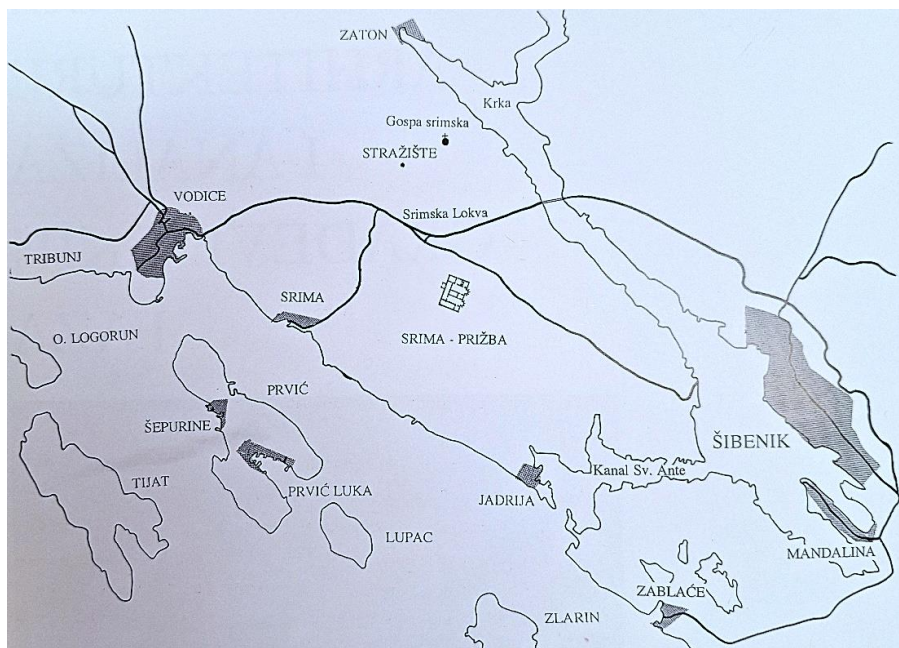 ZATON
Krka
Gospa srimska
STRAŽIŠTE
VODICE
Srimska Lokva
TRIBUNJ
SRIMA
O. LOGORUN
SRIMA - PRIŽBA
PRVIĆ
ŠEPURINE
ŠIBENIK
Kanal Sv. Ante
TIJAT
PRVIĆ LUKA
JADRIJA
LUPAC
MANDALINA
ZABLAĆE
ZLARIN